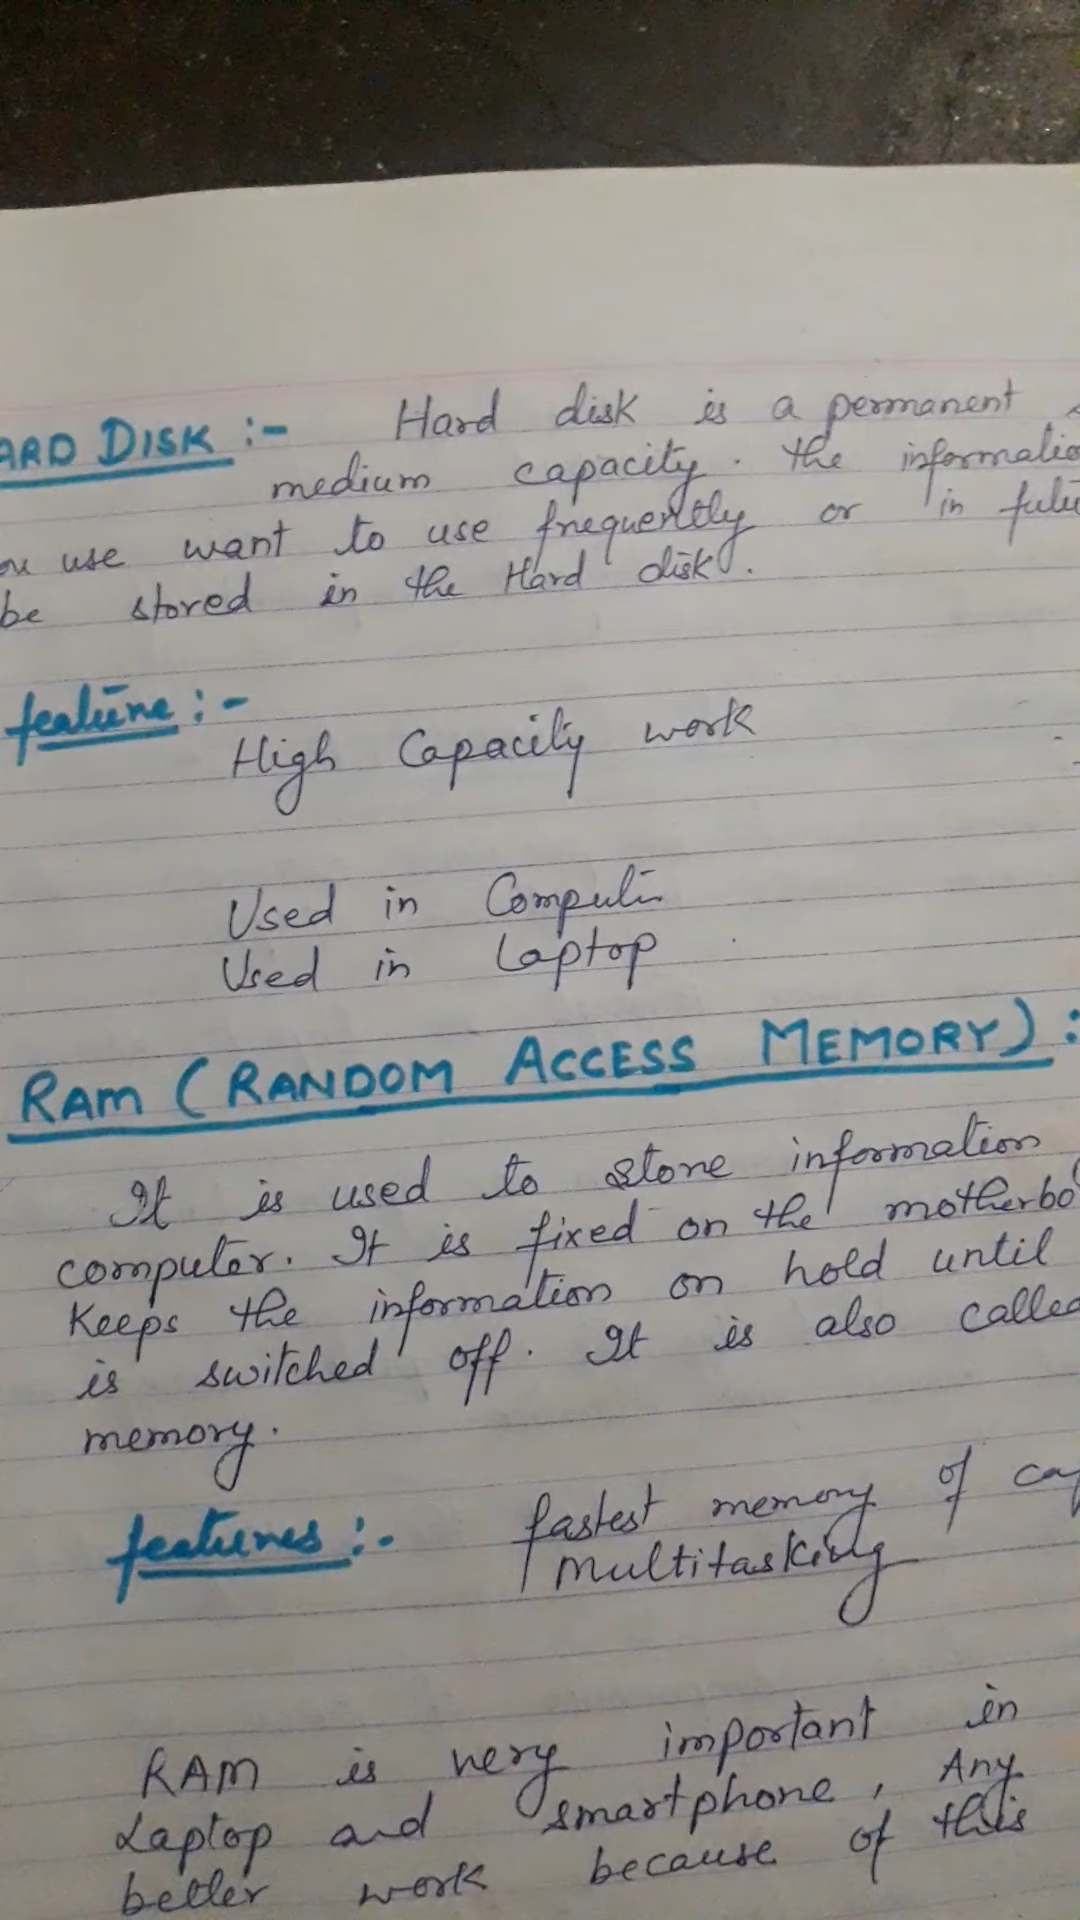 ARD DISK :- Hard disk is a permanent
medium capacity. the informatio
use want to use frequently or in futu
be stored in the Hard disk.
feature :-
High Capacity work
Used in Computer
Used in Laptop
RAM (RANDOM ACCESS MEMORY) :
It is used to store information
computer. It is fixed on the motherbo
Keeps the information on hold until
is switched off. It is also called
memory.
features :- fastest memory of cap
Multitasking
RAM is very important in
Laptop and smartphone, Any
better work because of this